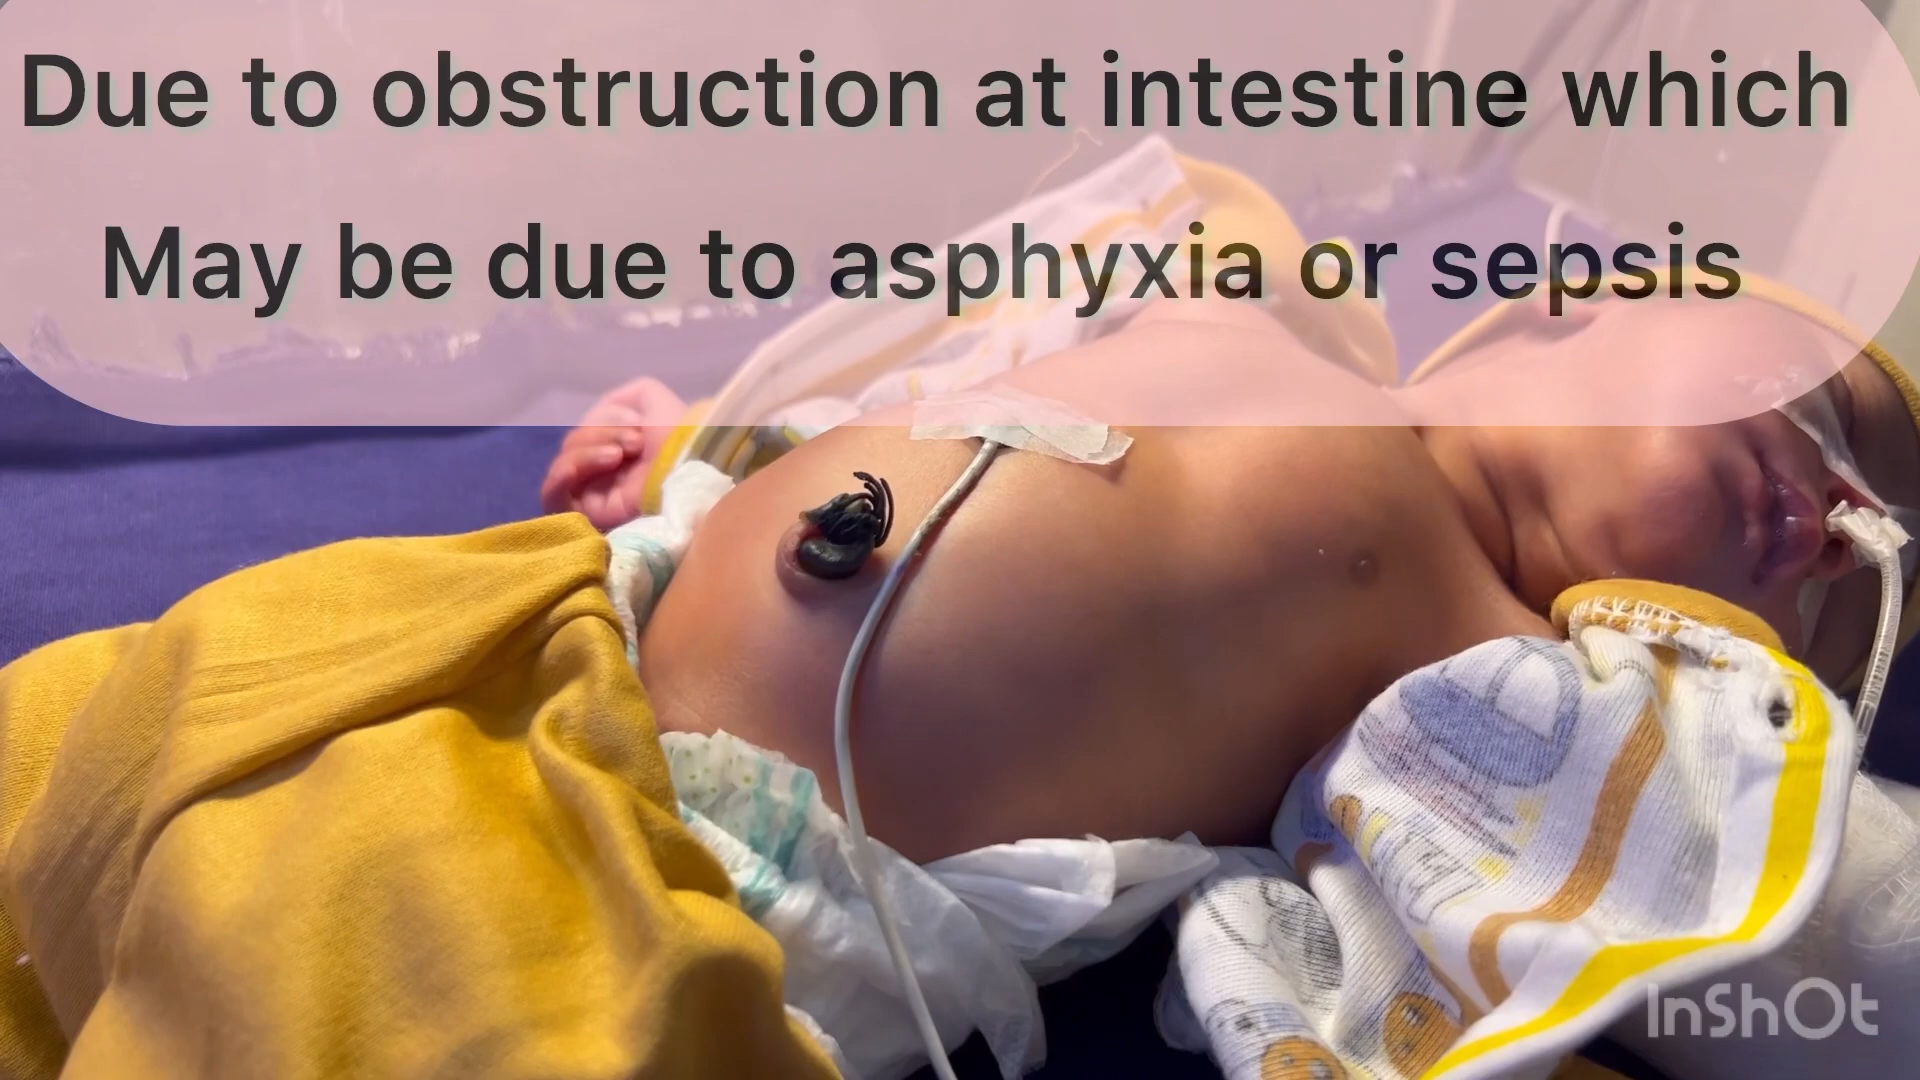 Due to obstruction at intestine which
May be due to asphyxia or sepsis
InShOt